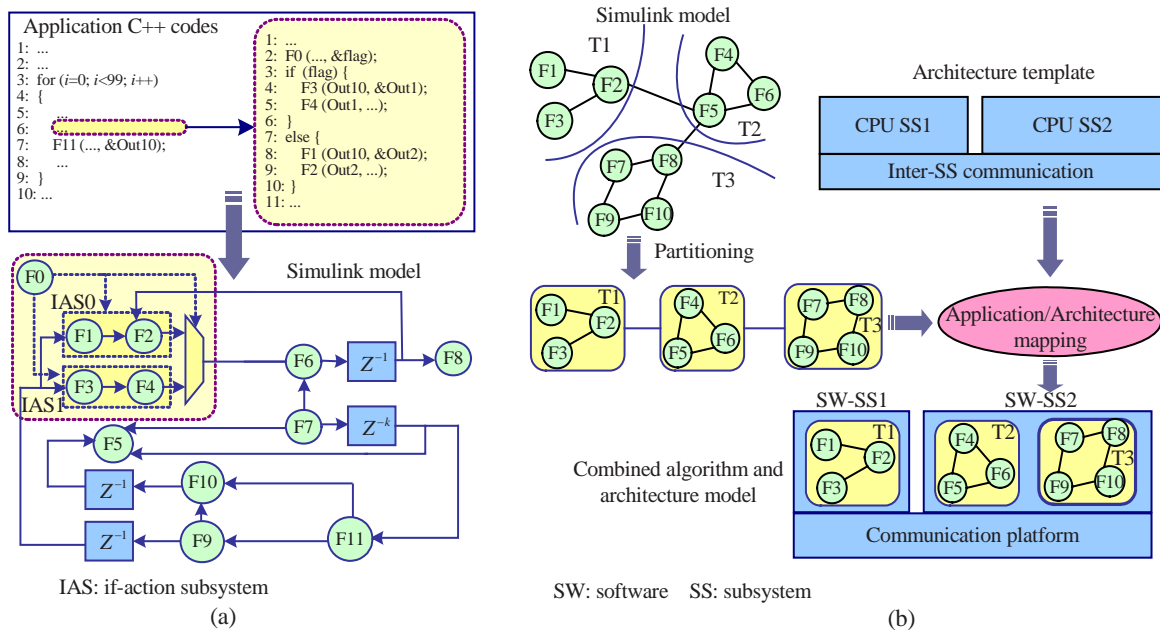 Application C++ codes
1: ...
2: ...
3: for (i=0; i<99; i++)
4: {
5: ...
6: ...
7: F11 (..., &Out10);
8: ...
9: }
10: ...
1: ...
2: F0 (..., &flag);
3: if (flag) {
4: F3 (Out10, &Out1);
5: F4 (Out1, ...);
6: }
7: else {
8: F1 (Out10, &Out2);
9: F2 (Out2, ...);
10: }
11: ...
Simulink model
F0
IAS0
F1
F2
IAS1
F3
F4
F6
Z⁻¹
F8
F7
Z⁻ᵏ
F5
Z⁻¹
F10
Z⁻¹
F9
F11
IAS: if-action subsystem
(a)
(b)
Simulink model
T1
F1
F2
F3
F4
F5
F6
T2
F7
F8
T3
F9
F10
Partitioning
Architecture template
CPU SS1
CPU SS2
Inter-SS communication
F1
T1
F2
F3
F4
T2
F5
F6
F7
F8
T3
F9
F10
Application/Architecture
mapping
SW-SS1
SW-SS2
F1
T1
F2
F3
F4
T2
F5
F6
F7
F8
T3
F9
F10
Combined algorithm and
architecture model
Communication platform
SW: software SS: subsystem